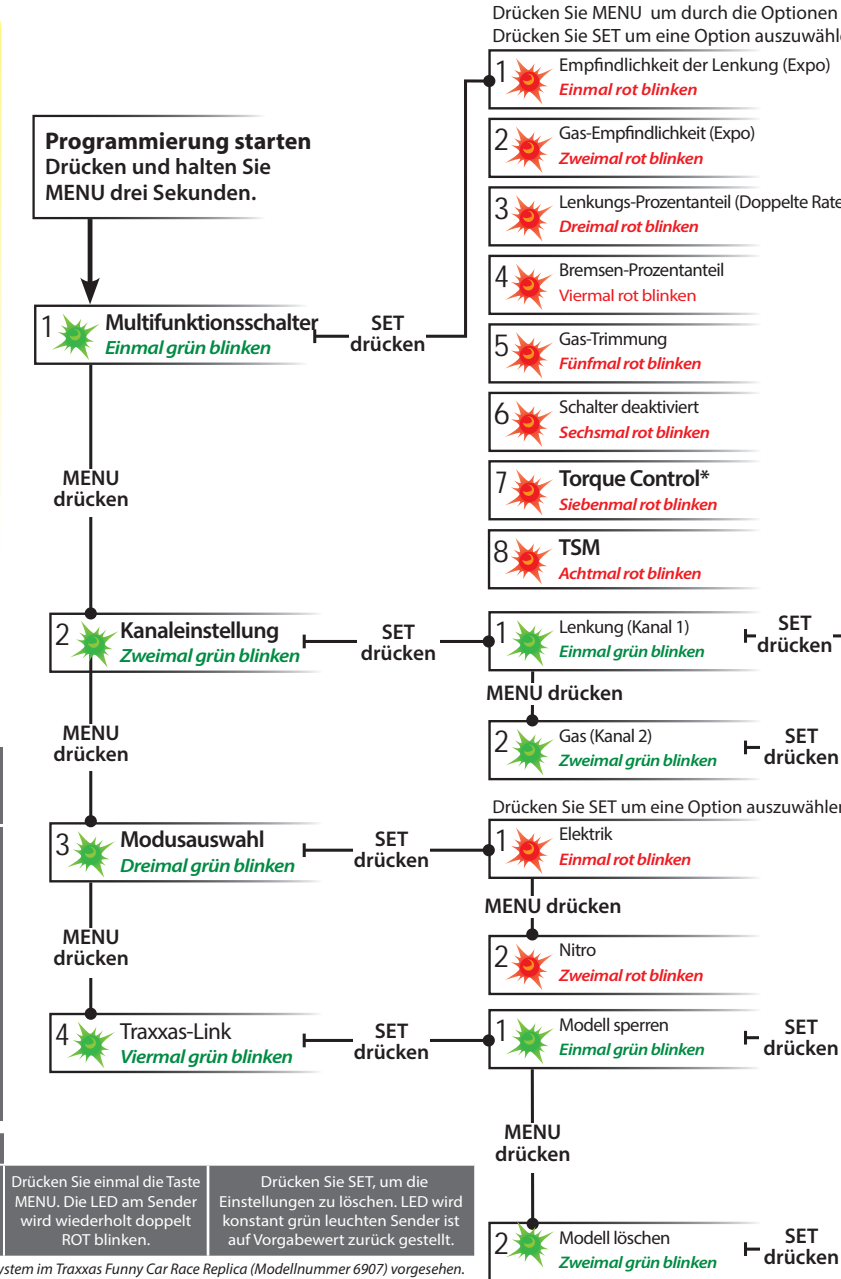 Drücken Sie MENU um durch die Optionen
Drücken Sie SET um eine Option
1 Empfindlichkeit der Lenkung (Expo)
Einmal rot blinken
2 Gas-Empfindlichkeit (Expo)
Zweimal rot blinken
3 Lenkungs-Prozentanteil (Doppelte Rate
Dreimal rot blinken
4 Bremsen-Prozentanteil
Viermal rot blinken
5 Gas-Trimmung
Fünfmal rot blinken
6 Schalter deaktiviert
Sechsmal rot blinken
7 Torque Control*
Siebenmal rot blinken
8 TSM
Achtmal rot blinken
Programmierung starten
Drücken und halten Sie
MENU drei Sekunden.
1 Multifunktionsschalter
Einmal grün blinken
SET
drücken
MENU
drücken
2 Kanaleinstellung
Zweimal grün blinken
SET
drücken
1 Lenkung (Kanal 1)
Einmal grün blinken
SET
drücken
MENU drücken
2 Gas (Kanal 2)
Zweimal grün blinken
SET
drücken
MENU
drücken
Drücken Sie SET um eine Option auszuwählen
3 Modusauswahl
Dreimal grün blinken
SET
drücken
1 Elektrik
Einmal rot blinken
MENU drücken
2 Nitro
Zweimal rot blinken
MENU
drücken
4 Traxxas-Link
Viermal grün blinken
SET
drücken
1 Modell sperren
Einmal grün blinken
SET
drücken
MENU
drücken
2 Modell löschen
Zweimal grün blinken
SET
drücken
Drücken Sie einmal die Taste
MENU. Die LED am Sender
wird wiederholt doppelt
ROT blinken.
Drücken Sie SET, um die
Einstellungen zu löschen. LED wird
konstant grün leuchten Sender ist
auf Vorgabewert zurück gestellt.
ystem im Traxxas Funny Car Race Replica (Modellnummer 6907) vorgesehen.